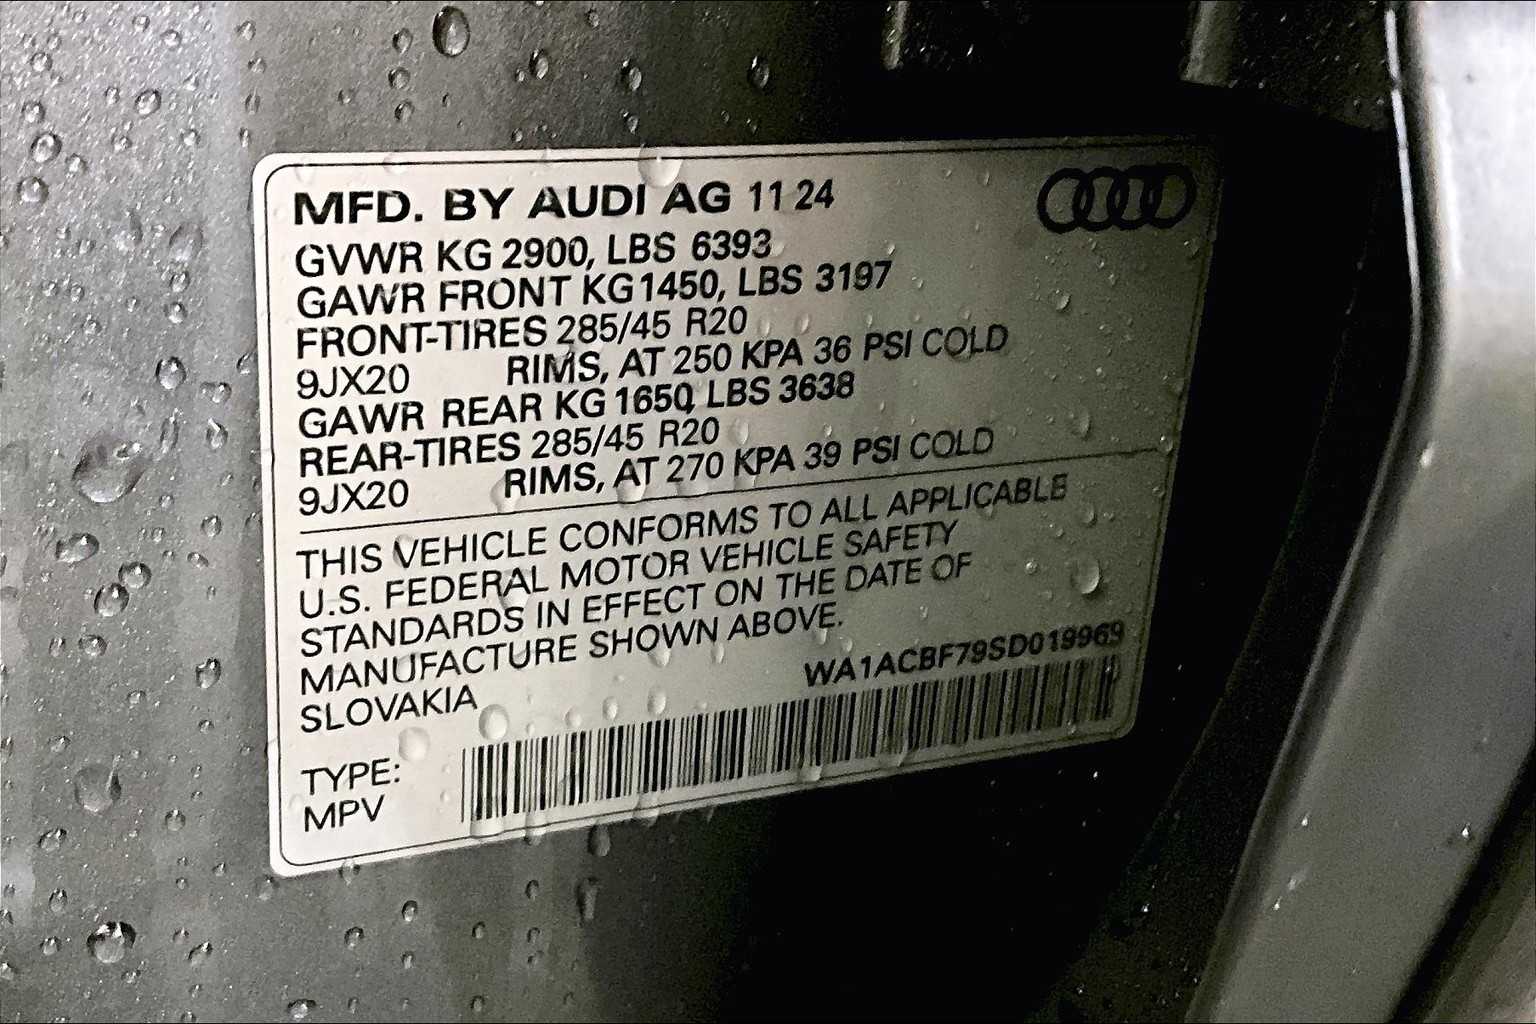 MFD. BY AUDI AG 11 24
GVWR KG 2900, LBS 6393
GAWR FRONT KG 1450, LBS 3197
FRONT-TIRES 285/45 R20
9JX20 RIMS, AT 250 KPA 36 PSI COLD
GAWR REAR KG 1650, LBS 3638
REAR-TIRES 285/45 R20
9JX20 RIMS, AT 270 KPA 39 PSI COLD
THIS VEHICLE CONFORMS TO ALL APPLICABLE
U.S. FEDERAL MOTOR VEHICLE SAFETY
STANDARDS IN EFFECT ON THE DATE OF
MANUFACTURE SHOWN ABOVE.
SLOVAKIA WA1ACBF79SD019969
TYPE:
MPV